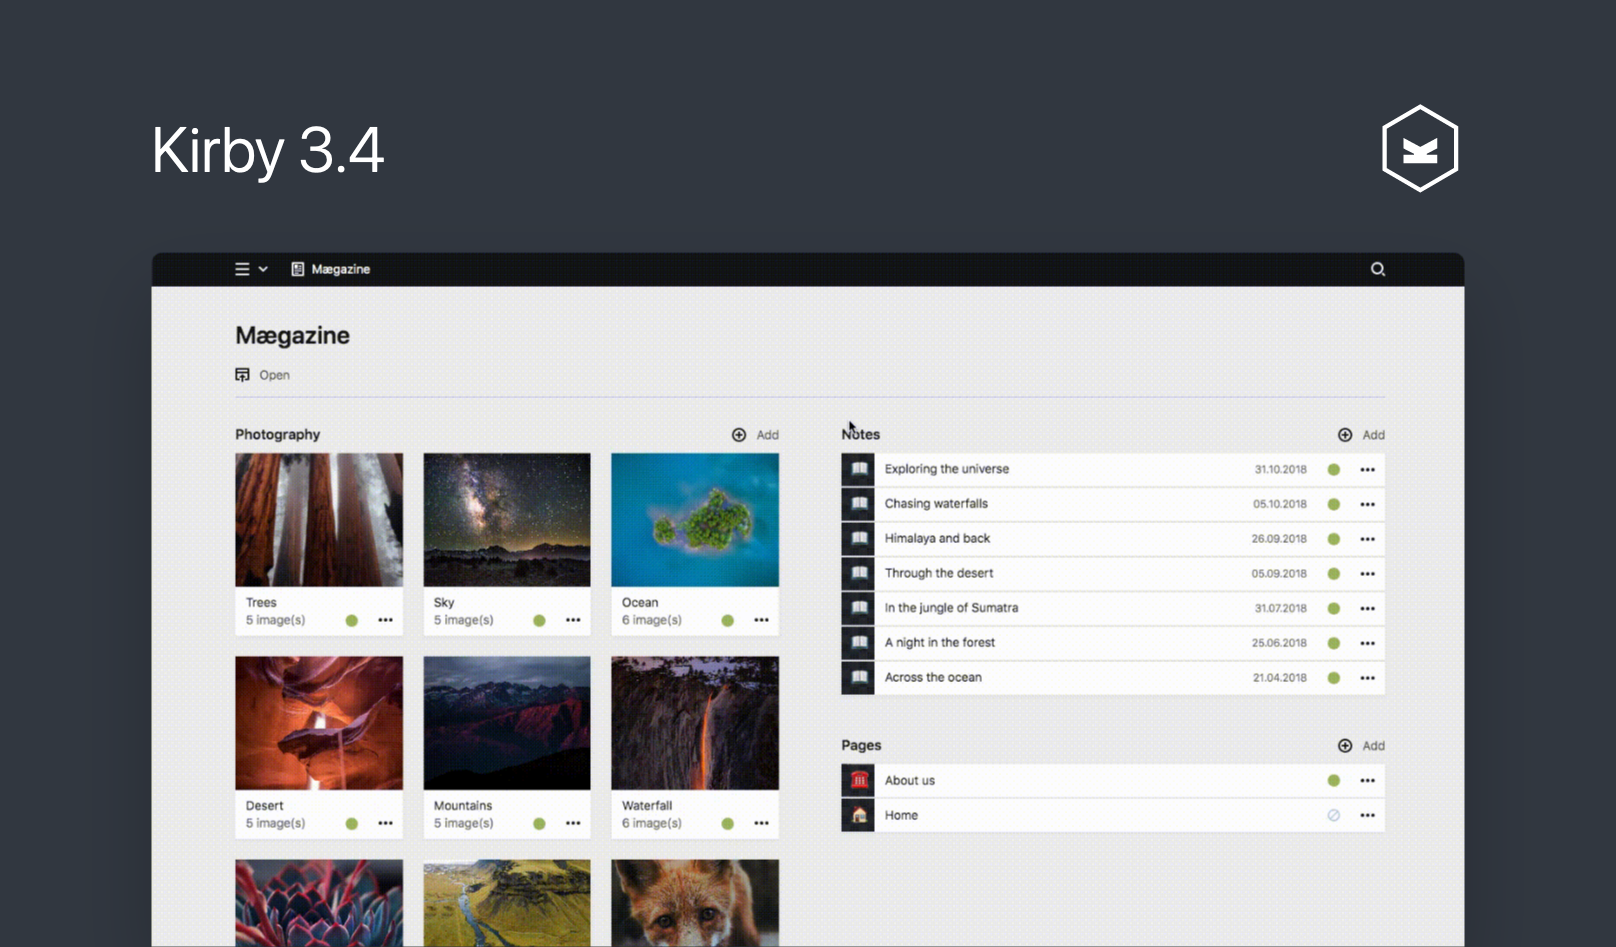 Kirby 3.4
Mægazine
Mægazine
Open
Photography
Add
Trees
5 image(s)
Sky
5 image(s)
Ocean
6 image(s)
Desert
5 image(s)
Mountains
5 image(s)
Waterfall
6 image(s)
Notes
Add
Exploring the universe 31.10.2018
Chasing waterfalls 05.10.2018
Himalaya and back 26.09.2018
Through the desert 05.09.2018
In the jungle of Sumatra 31.07.2018
A night in the forest 25.06.2018
Across the ocean 21.04.2018
Pages
Add
About us
Home